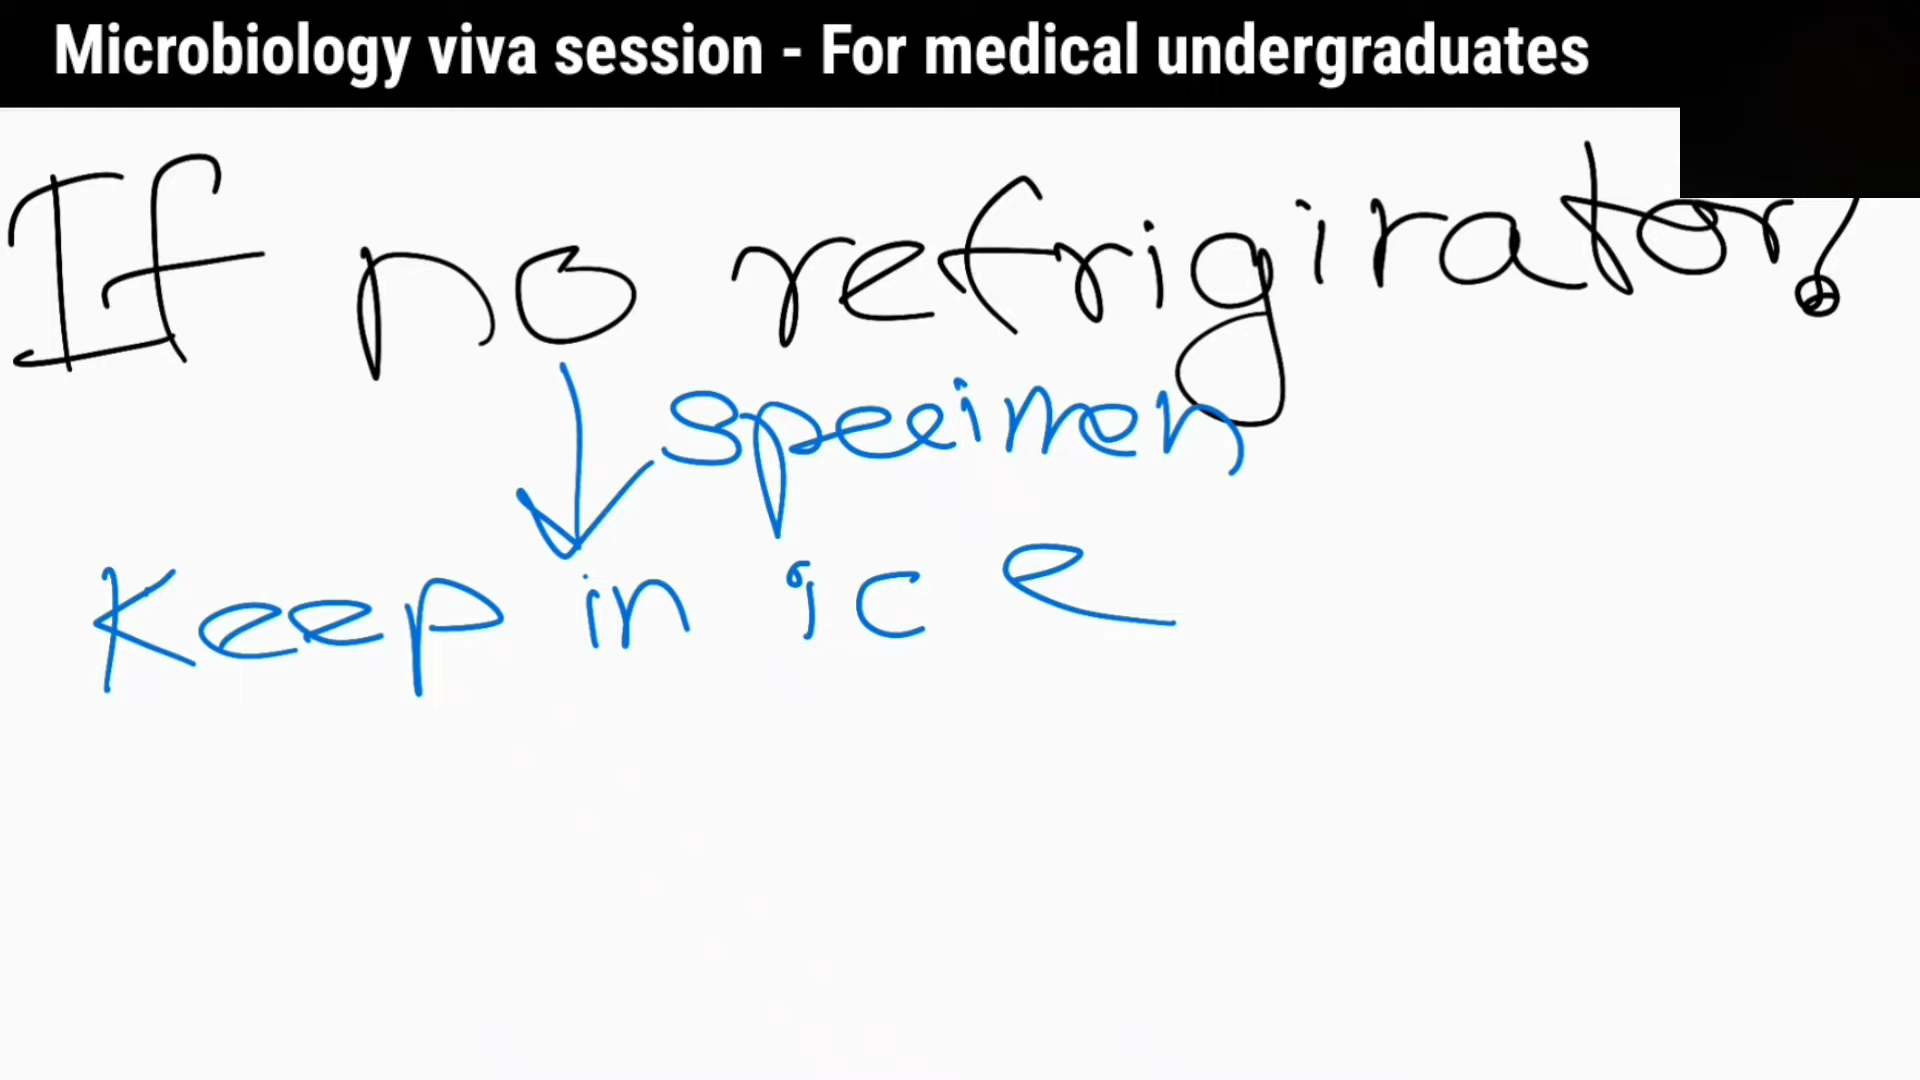 Microbiology viva session - For medical undergraduates
If no refrigirator?
specimen
Keep in ice